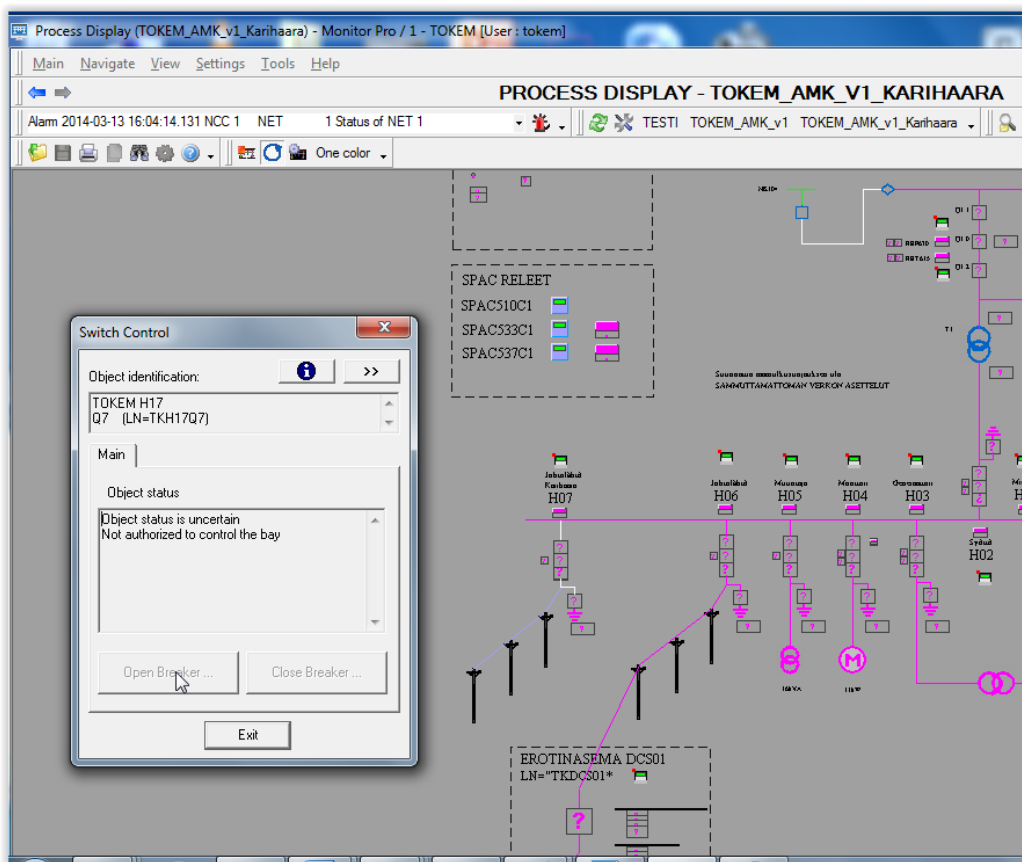 Process Display (TOKEM_AMK_v1_Karihaara) - Monitor Pro / 1 - TOKEM [User : tokem]
Main Navigate View Settings Tools Help
PROCESS DISPLAY - TOKEM_AMK_V1_KARIHAARA
Alarm 2014-03-13 16:04:14.131 NCC 1 NET 1 Status of NET 1
TESTI TOKEM_AMK_v1 TOKEM_AMK_v1_Karihaara
One color
SPAC RELEET
SPAC510C1
SPAC533C1
SPAC537C1
SAMMUTTAMATTOMAN VERKON ASETTELUT
T1
Switch Control
Object identification:
>>
TOKEM H17
Q7 (LN=TKH17Q7)
Main
Object status
Object status is uncertain
Not authorized to control the bay
Open Breaker ...
Close Breaker ...
Exit
H07
H06
H05
H04
H03
H02
M
EROTINASEMA DCS01
LN="TKDCS01*